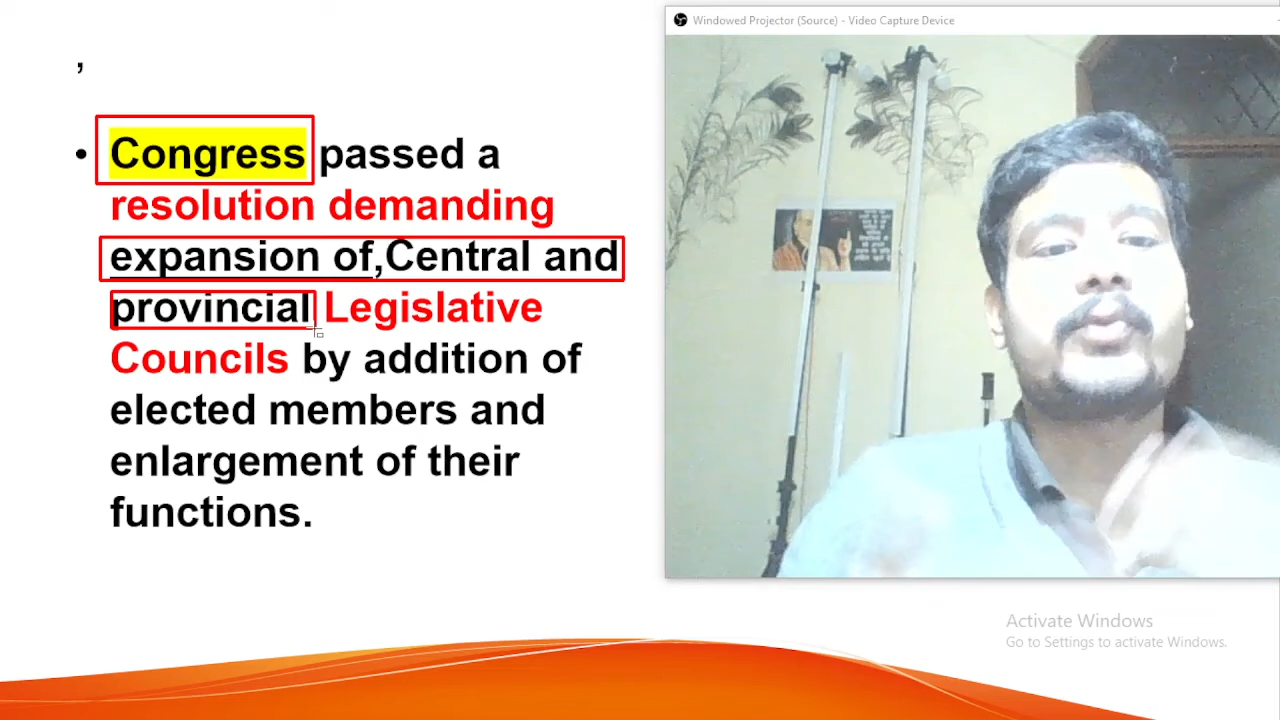 Windowed Projector (Source) - Video Capture Device
,
• Congress passed a
resolution demanding
expansion of,Central and
provincial Legislative
Councils by addition of
elected members and
enlargement of their
functions.
Activate Windows
Go to Settings to activate Windows.